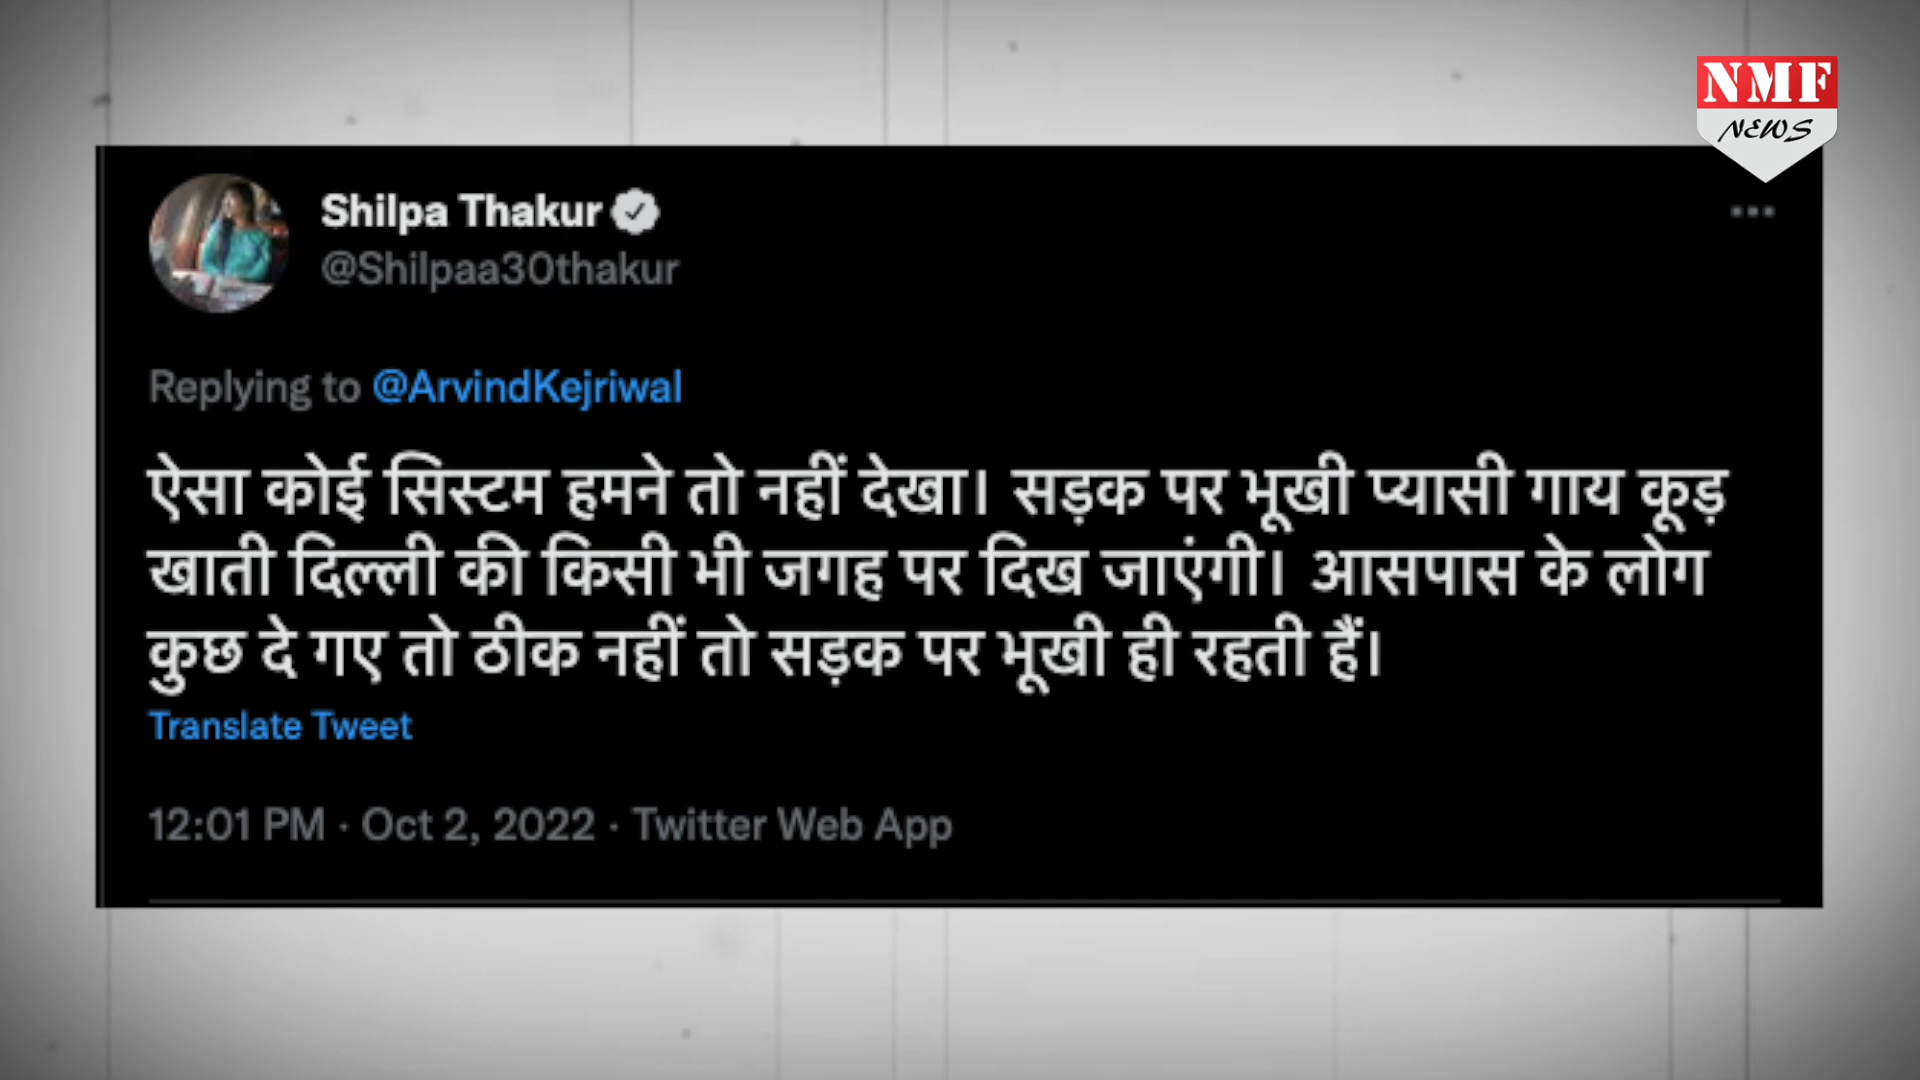 NMF
NEWS
Shilpa Thakur
@Shilpaa30thakur
Replying to @ArvindKejriwal
ऐसा कोई सिस्टम हमने तो नहीं देखा। सड़क पर भूखी प्यासी गाय कूड़
खाती दिल्ली की किसी भी जगह पर दिख जाएंगी। आसपास के लोग
कुछ दे गए तो ठीक नहीं तो सड़क पर भूखी ही रहती हैं।
Translate Tweet
12:01 PM · Oct 2, 2022 · Twitter Web App